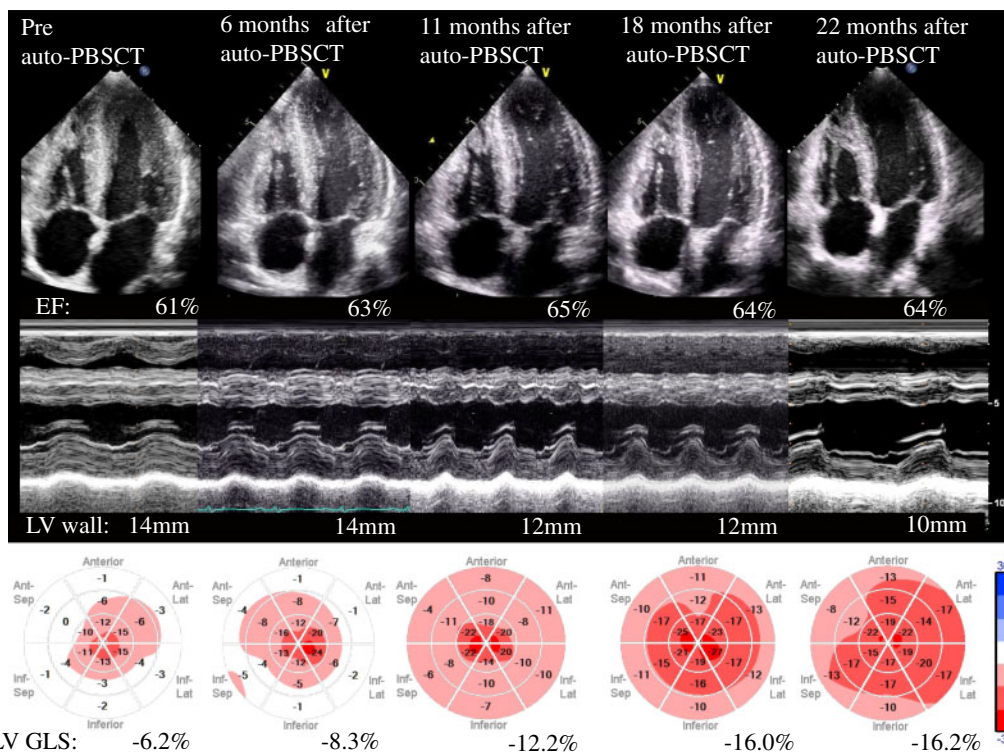 Pre
auto-PBSCT
6 months after
auto-PBSCT
11 months after
auto-PBSCT
18 months after
auto-PBSCT
22 months after
auto-PBSCT
V V V
EF: 61% 63% 65% 64% 64%
5
10
LV wall: 14mm 14mm 12mm 12mm 10mm
Anterior Anterior Anterior Anterior Anterior
Ant-Sep Ant-Lat Ant-Sep Ant-Lat Ant-Sep Ant-Lat Ant-Sep Ant-Lat Ant-Sep Ant-Lat
-1 -1 -8 -11 -13
-6 -8 -10 -12 -15
-2 -3 -1 -4 -8 -10 -13 -8 -17
0 -6 -3 -7 -11 -11 -17 -17 -12 -17
-12 -12 -18 -17 -19
-10 -15 -16 -20 -22 -20 -25 -23 -22 -22
-11 -15 -13 -24 -22 -20 -21 -27 -15 -19
-13 -12 -14 -19 -17
-4 -4 -4 -6 -8 -10 -15 -16 -17 -20
-3 -5 -10 -16 -17
-1 -3 -5 -2 -6 -8 -11 -12 -13 -17
-2 -1 -7 -10 -10
Inf-Sep Inf-Lat Inf-Sep Inf-Lat Inf-Sep Inf-Lat Inf-Sep Inf-Lat Inf-Sep Inf-Lat
Inferior Inferior Inferior Inferior Inferior
LV GLS: -6.2% -8.3% -12.2% -16.0% -16.2%